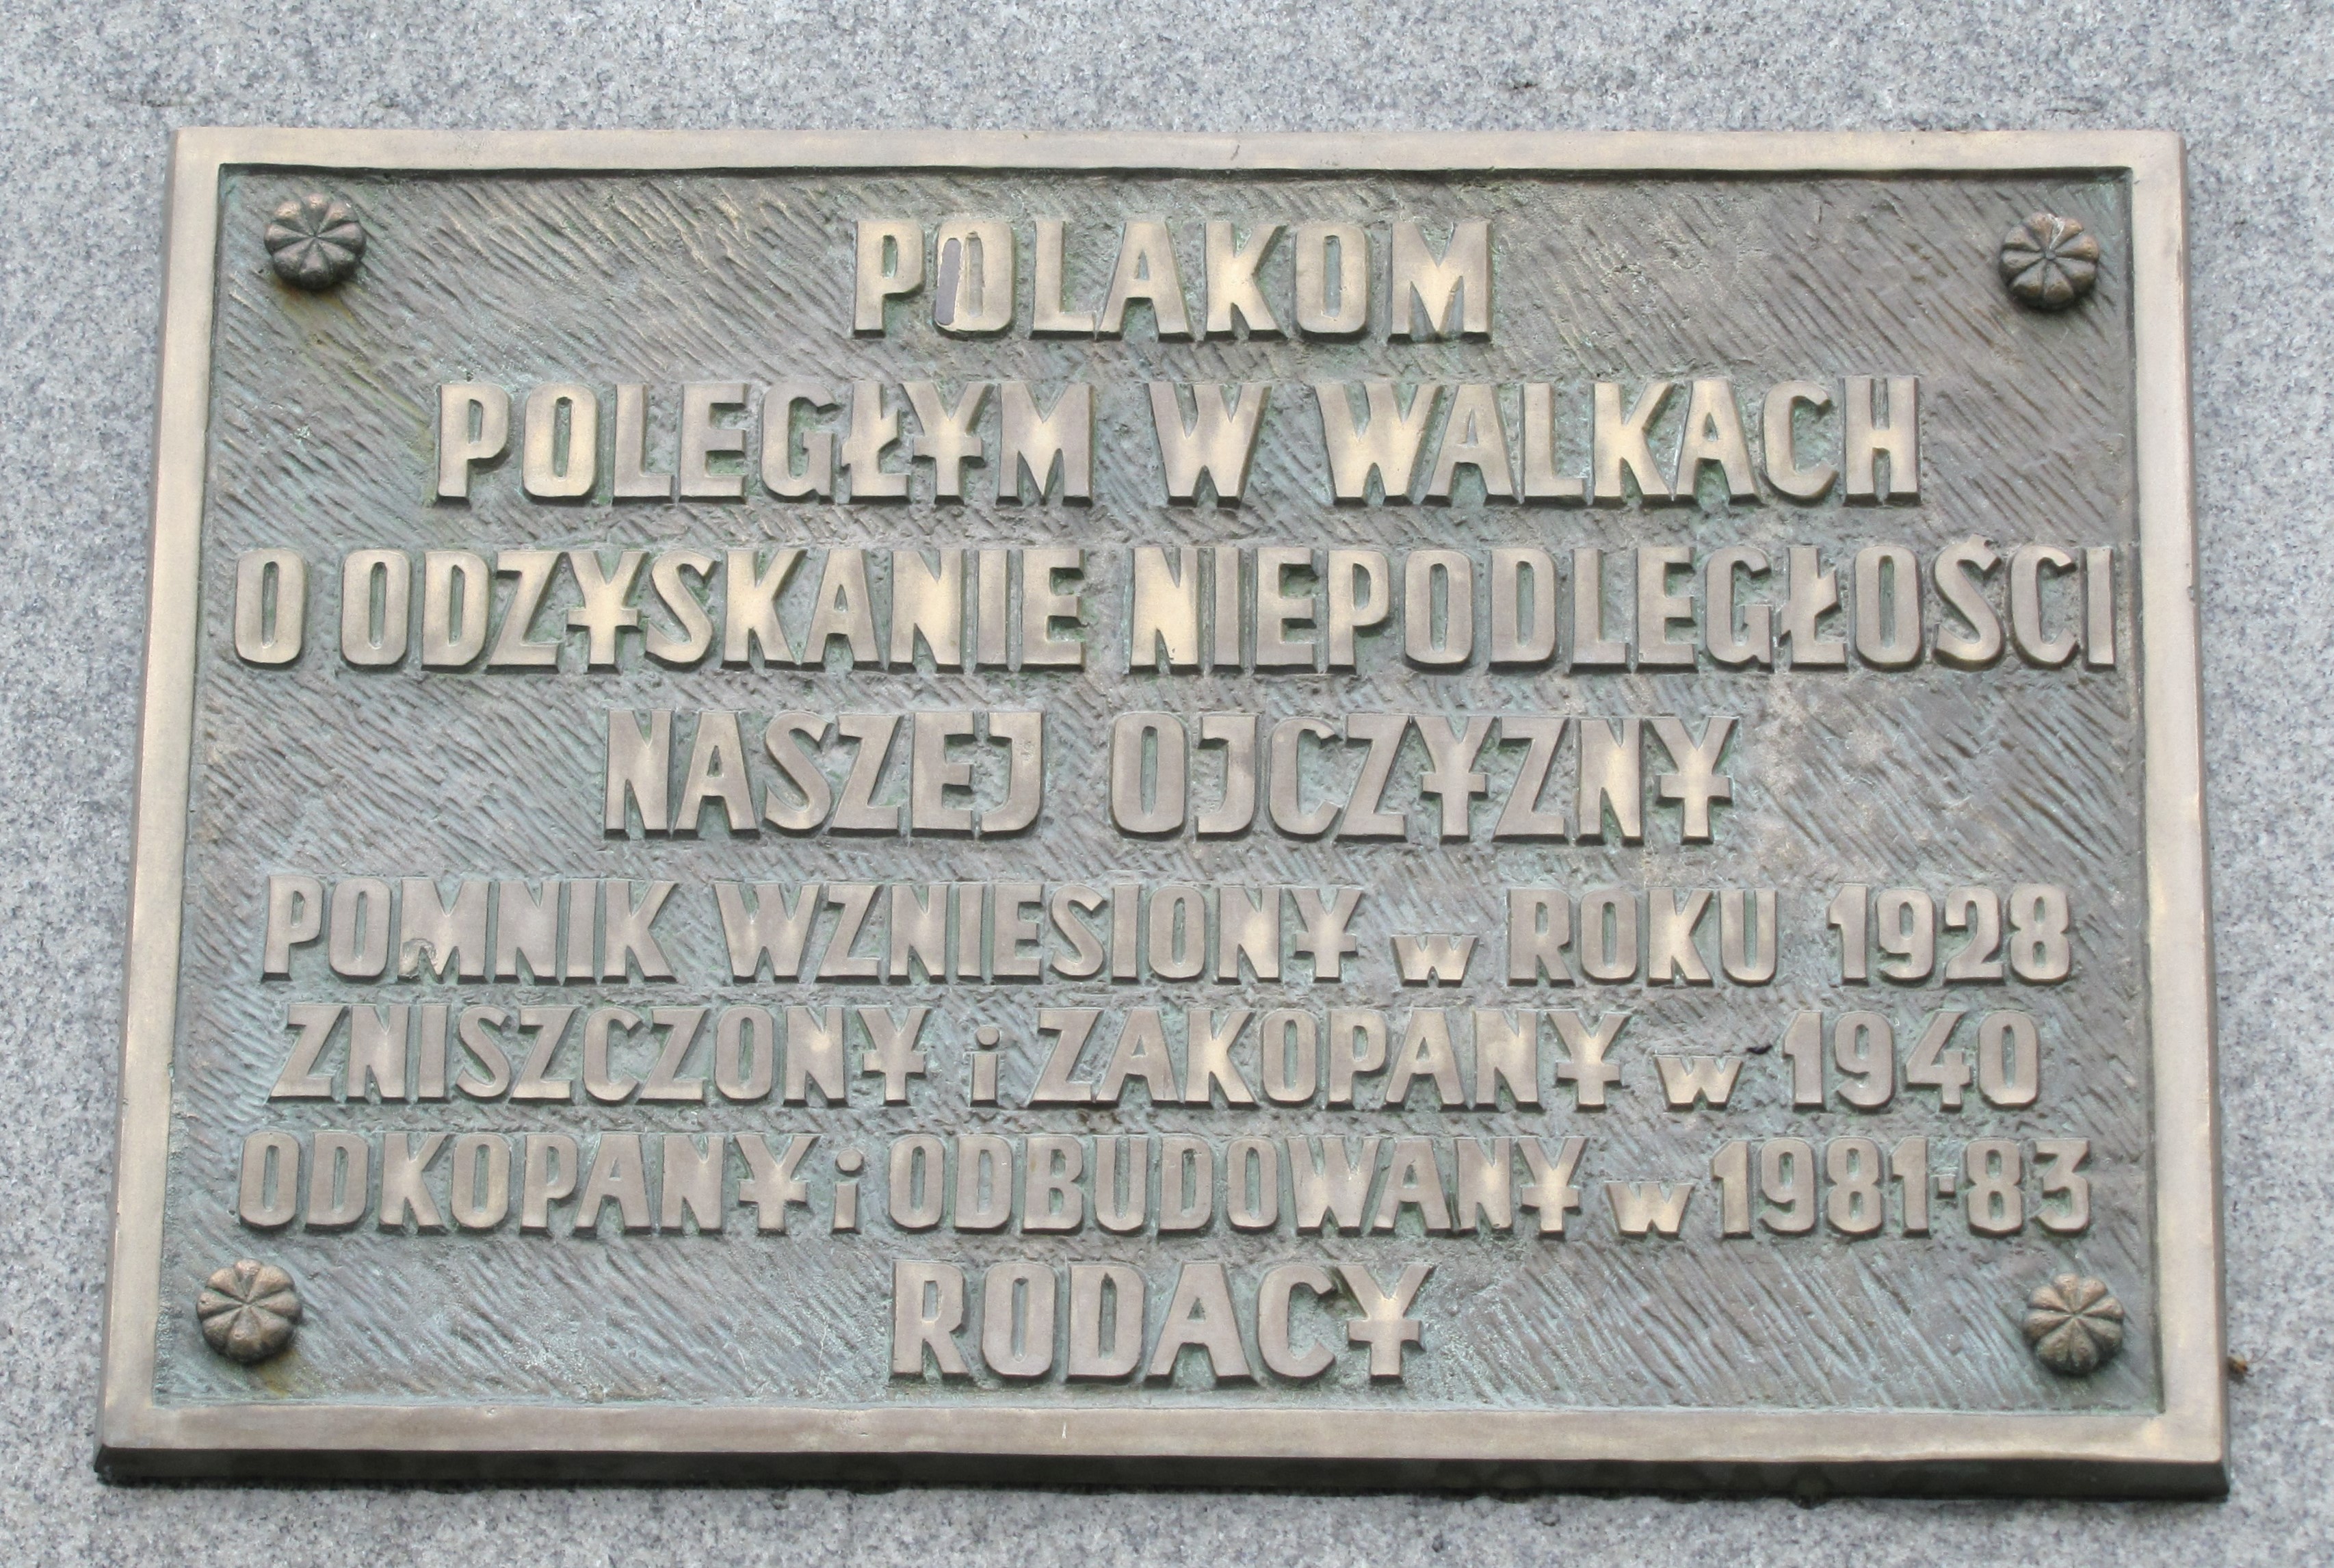 POLAKOM
POLEGŁYM W WALKACH
O ODZYSKANIE NIEPODLEGŁOŚCI
NASZEJ OJCZYZNY
POMNIK WZNIESIONY w ROKU 1928
ZNISZCZONY i ZAKOPANY w 1940
ODKOPANY i ODBUDOWANY w 1981-83
RODACY